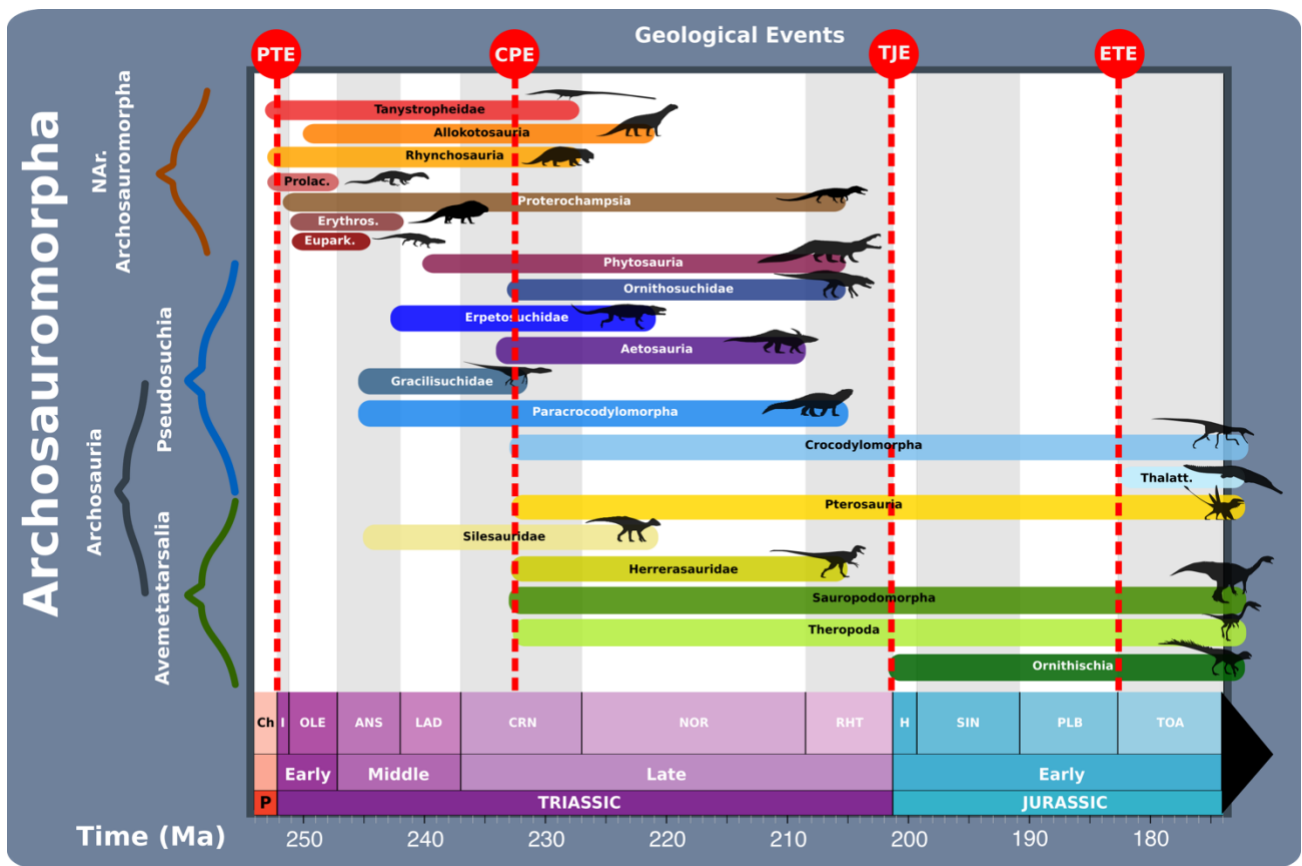 Geological Events
PTE
CPE
TJE
ETE
Archosauromorpha
NAr.
Archosauromorpha
Pseudosuchia
Archosauria
Avemetatarsalia
Tanystropheidae
Allokotosauria
Rhynchosauria
Prolac.
Proterochampsia
Erythros.
Eupark.
Phytosauria
Ornithosuchidae
Erpetosuchidae
Aetosauria
Gracilisuchidae
Paracrocodylomorpha
Crocodylomorpha
Thalatt.
Pterosauria
Silesauridae
Herrerasauridae
Sauropodomorpha
Theropoda
Ornithischia
Ch I OLE ANS LAD CRN NOR RHT H SIN PLB TOA
Early Middle Late Early
P TRIASSIC JURASSIC
Time (Ma) 250 240 230 220 210 200 190 180